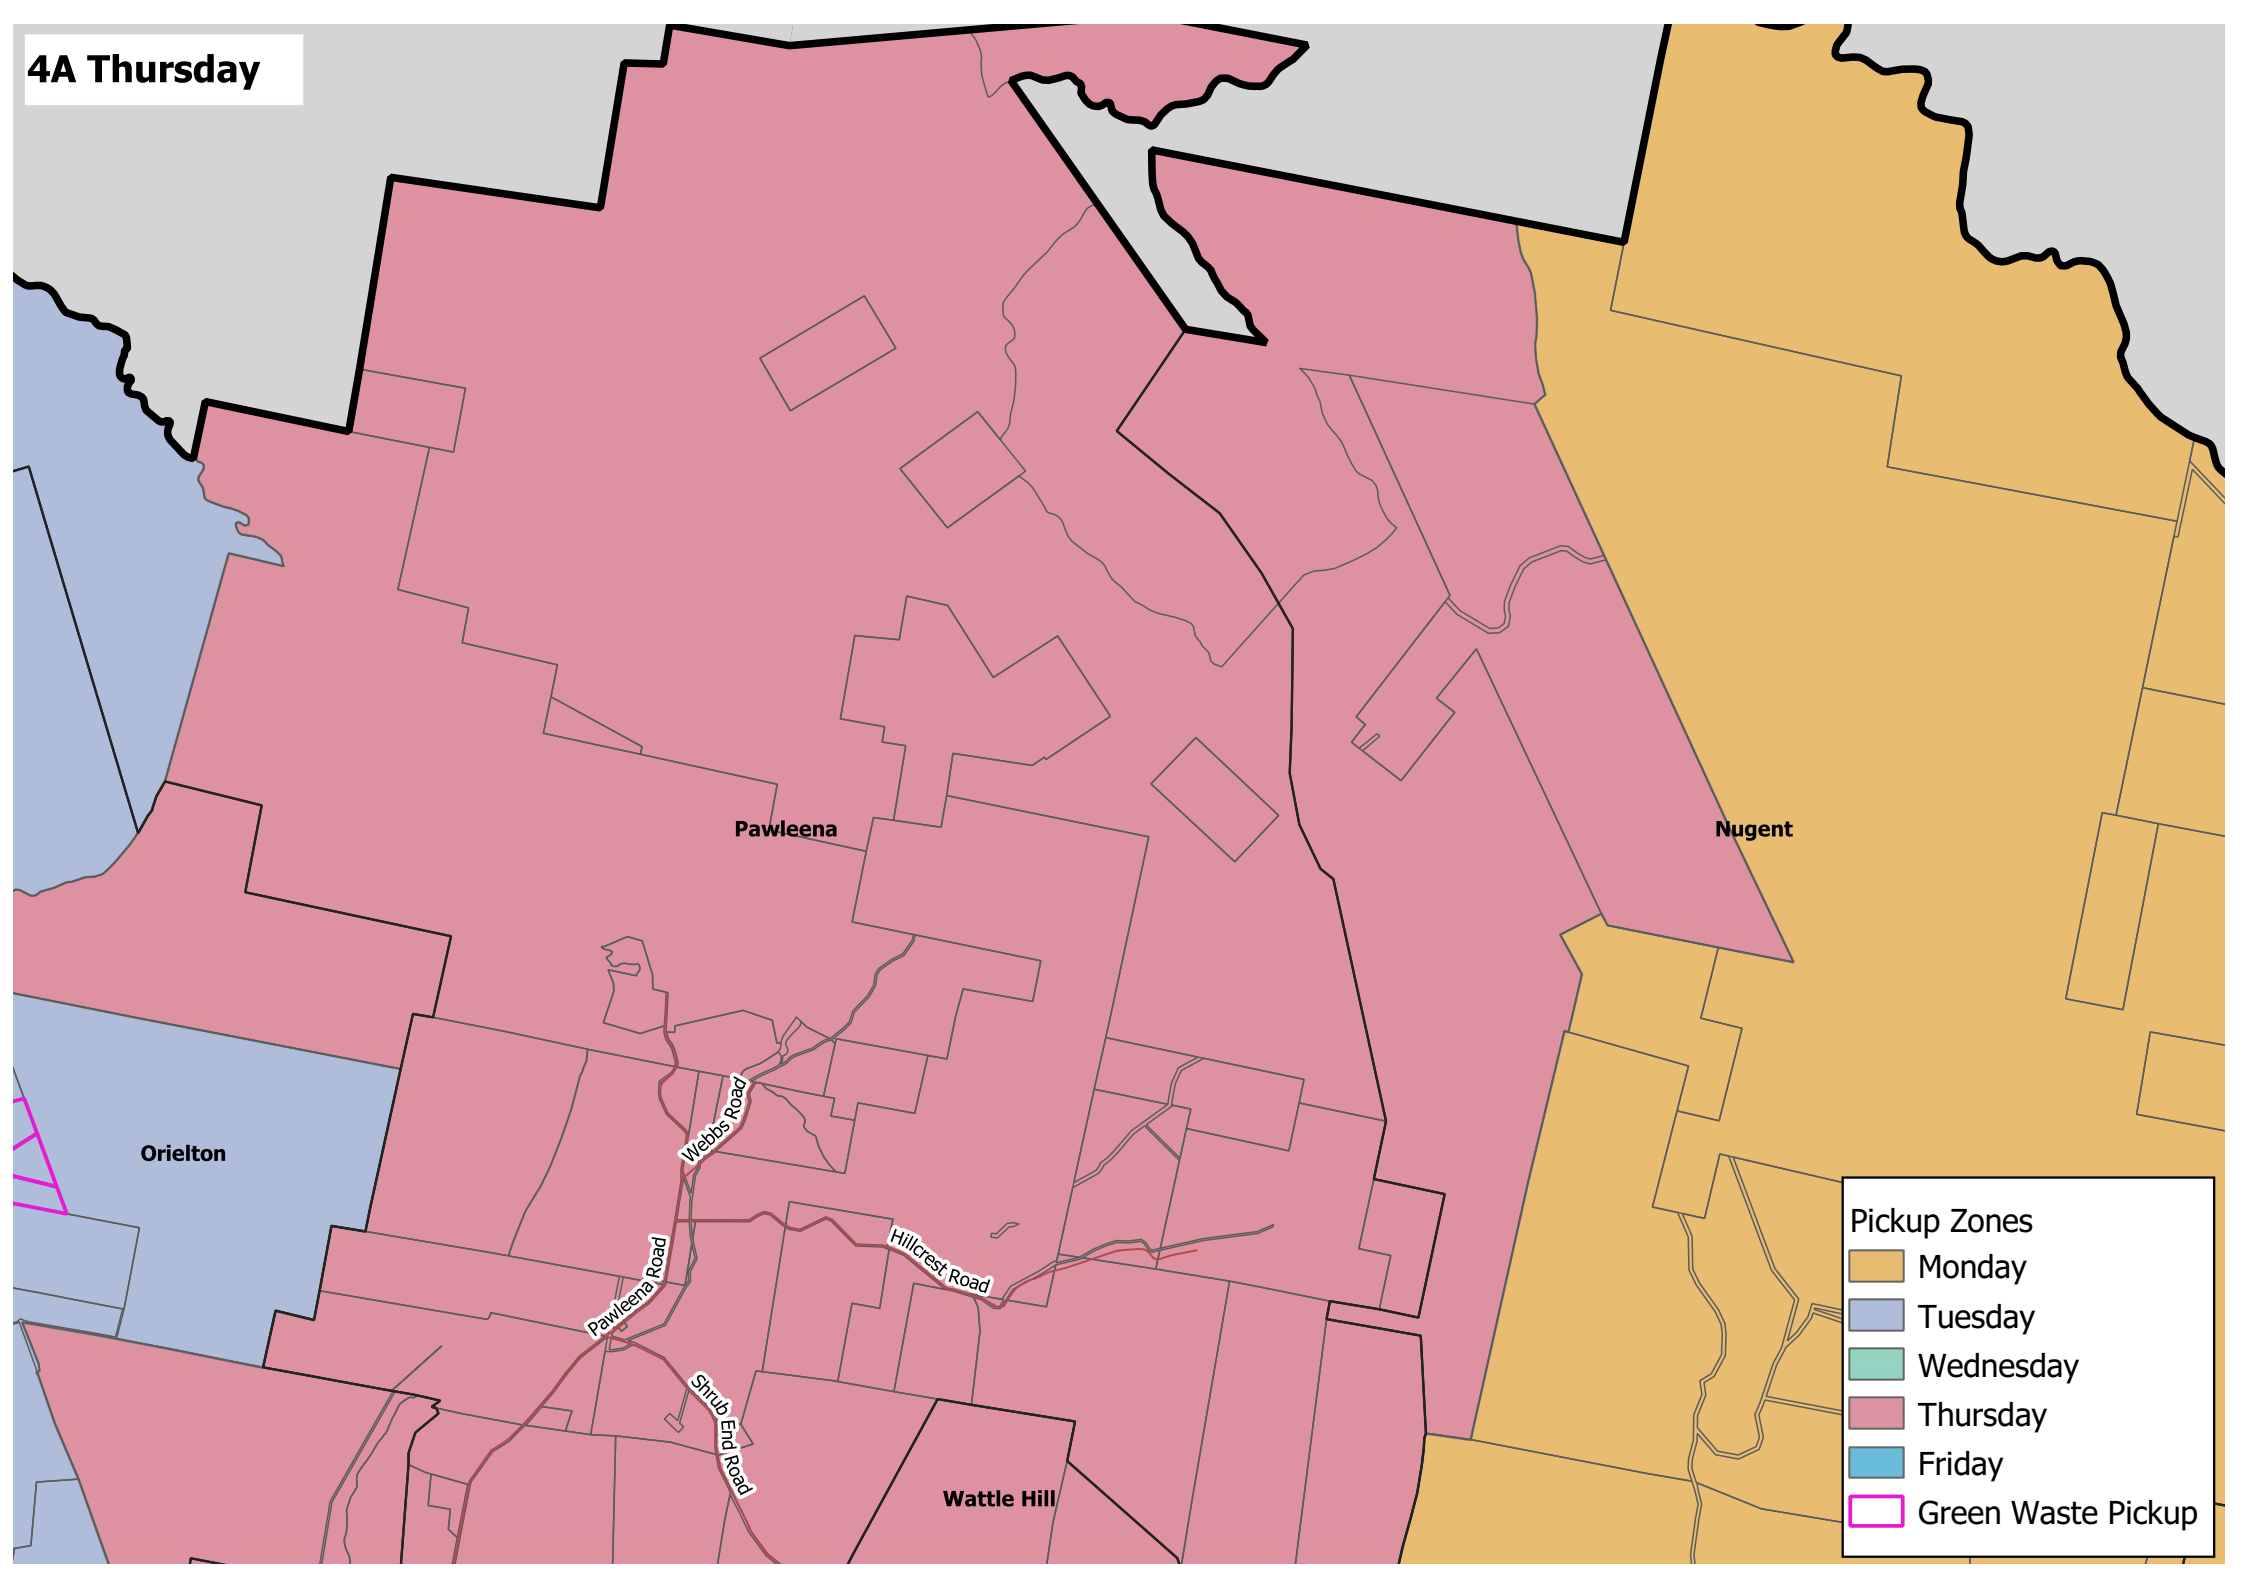 4A Thursday
Pawleena
Nugent
Webbs Road
Orielton
Hillcrest Road
Pawleena Road
Shrub End Road
Wattle Hill
Pickup Zones
Monday
Tuesday
Wednesday
Thursday
Friday
Green Waste Pickup